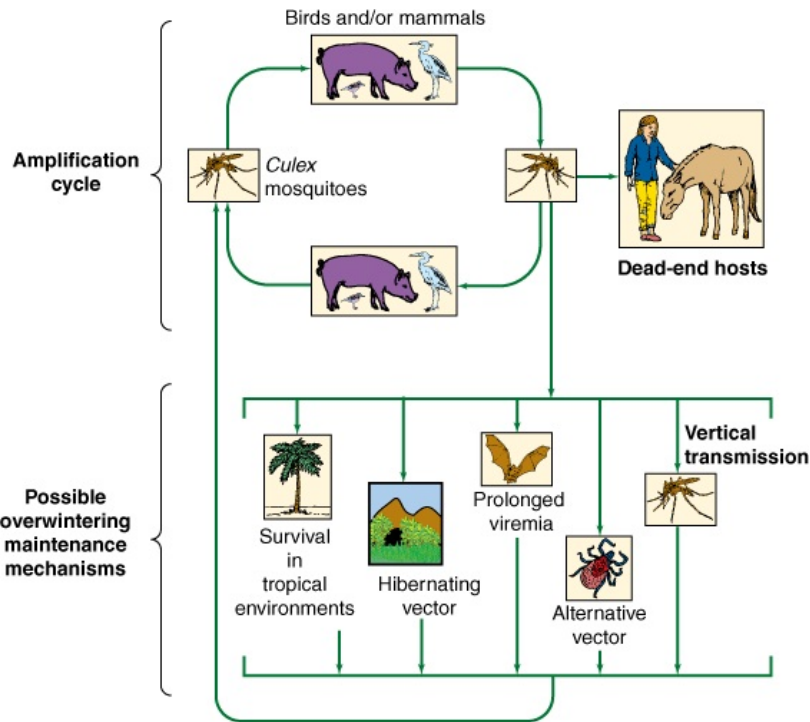 Birds and/or mammals
Amplification
cycle
Culex
mosquitoes
Dead-end hosts
Possible
overwintering
maintenance
mechanisms
Survival
in
tropical
environments
Hibernating
vector
Prolonged
viremia
Alternative
vector
Vertical
transmission